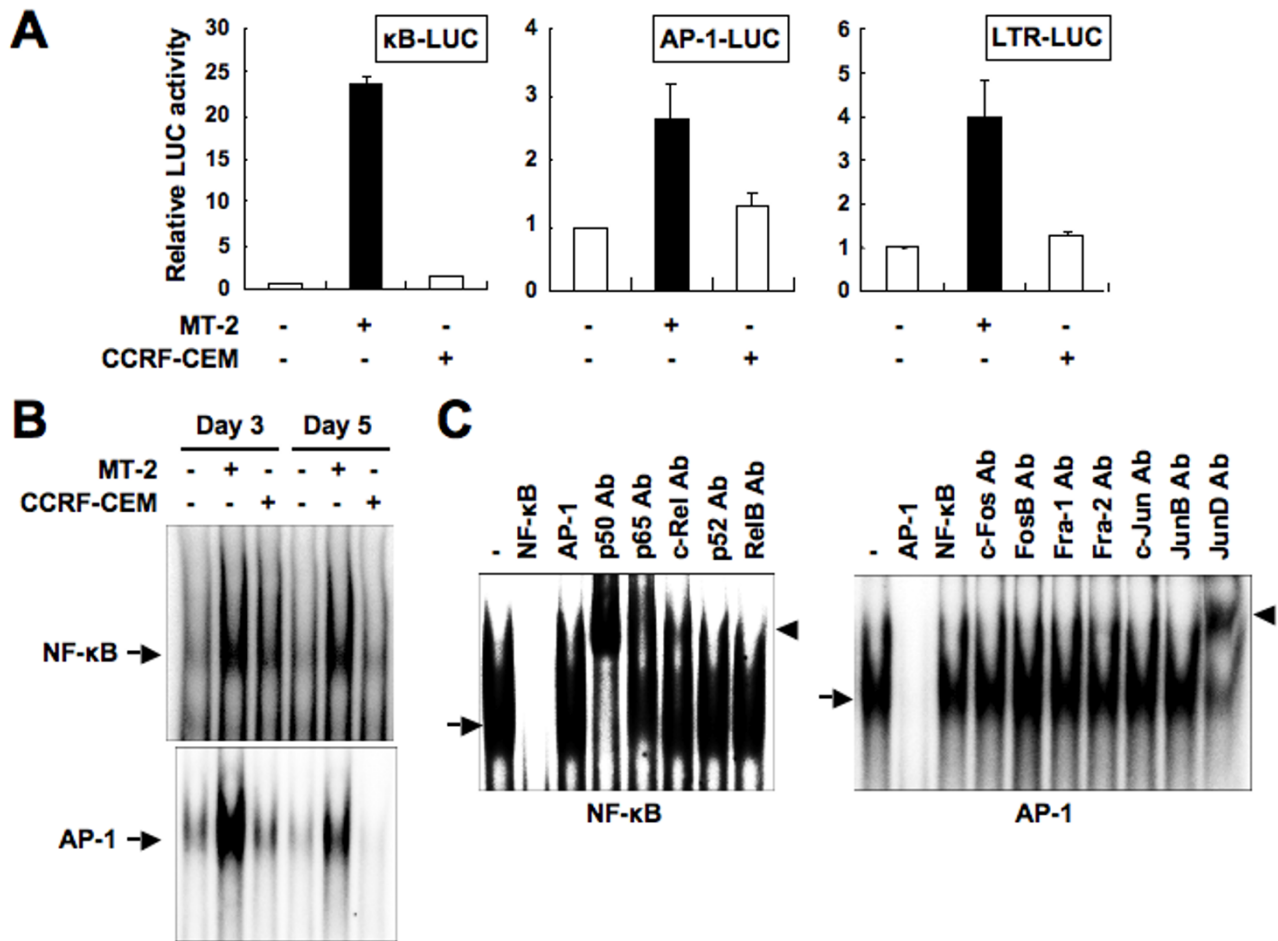 A
κB-LUC
AP-1-LUC
LTR-LUC
Relative LUC activity
30
25
20
15
10
5
0
4
3
2
1
0
6
5
4
3
2
1
0
MT-2 - + - - + - - + -
CCRF-CEM - - + - - + - - +
B
Day 3 Day 5
MT-2 - + - - + -
CCRF-CEM - - + - - +
NF-κB
AP-1
C
-
NF-κB
AP-1
p50 Ab
p65 Ab
c-Rel Ab
p52 Ab
RelB Ab
NF-κB
-
AP-1
NF-κB
c-Fos Ab
FosB Ab
Fra-1 Ab
Fra-2 Ab
c-Jun Ab
JunB Ab
JunD Ab
AP-1